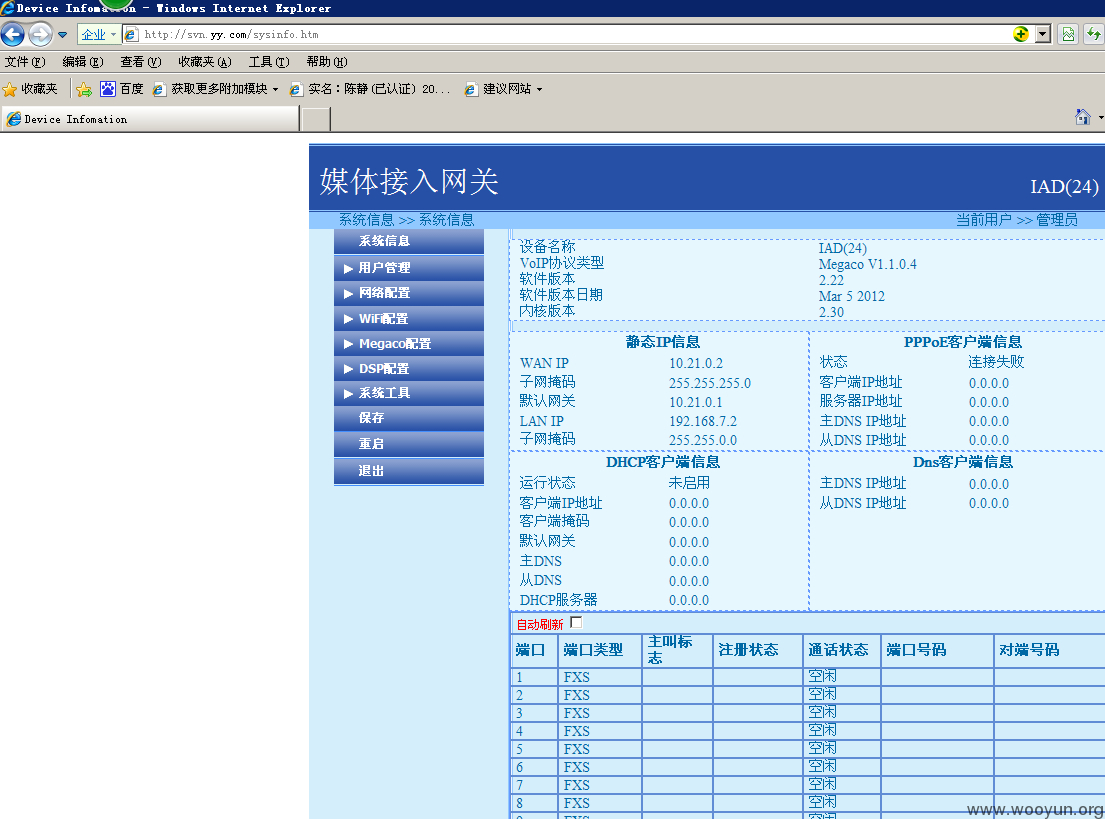 Device Infomation - Windows Internet Explorer
企业 http://svn.yy.com/sysinfo.htm
文件(F) 编辑(E) 查看(V) 收藏夹(A) 工具(T) 帮助(H)
收藏夹 百度 获取更多附加模块 实名：陈静(已认证) 20... 建议网站
Device Infomation
媒体接入网关
IAD(24)
系统信息 >> 系统信息 当前用户 >> 管理员
系统信息
用户管理
网络配置
WiFi配置
Megaco配置
DSP配置
系统工具
保存
重启
退出
设备名称 IAD(24)
VoIP协议类型 Megaco V1.1.0.4
软件版本 2.22
软件版本日期 Mar 5 2012
内核版本 2.30
静态IP信息
WAN IP 10.21.0.2
子网掩码 255.255.255.0
默认网关 10.21.0.1
LAN IP 192.168.7.2
子网掩码 255.255.0.0
PPPoE客户端信息
状态 连接失败
客户端IP地址 0.0.0.0
服务器IP地址 0.0.0.0
主DNS IP地址 0.0.0.0
从DNS IP地址 0.0.0.0
DHCP客户端信息
运行状态 未启用
客户端IP地址 0.0.0.0
客户端掩码 0.0.0.0
默认网关 0.0.0.0
主DNS 0.0.0.0
从DNS 0.0.0.0
DHCP服务器 0.0.0.0
Dns客户端信息
主DNS IP地址 0.0.0.0
从DNS IP地址 0.0.0.0
自动刷新
端口 端口类型 主叫标志 注册状态 通话状态 端口号码 对端号码
1 FXS 空闲
2 FXS 空闲
3 FXS 空闲
4 FXS 空闲
5 FXS 空闲
6 FXS 空闲
7 FXS 空闲
8 FXS 空闲
www.wooyun.org